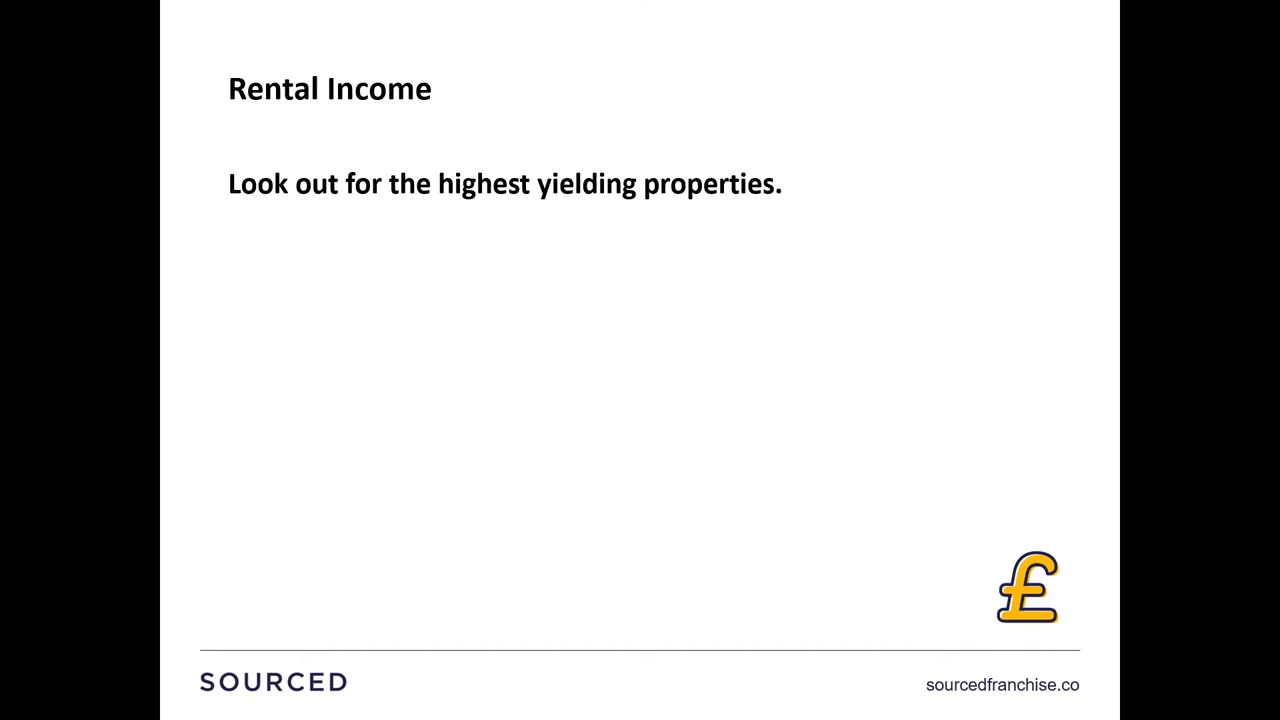 Rental Income
Look out for the highest yielding properties.
£
SOURCED
sourcedfranchise.co